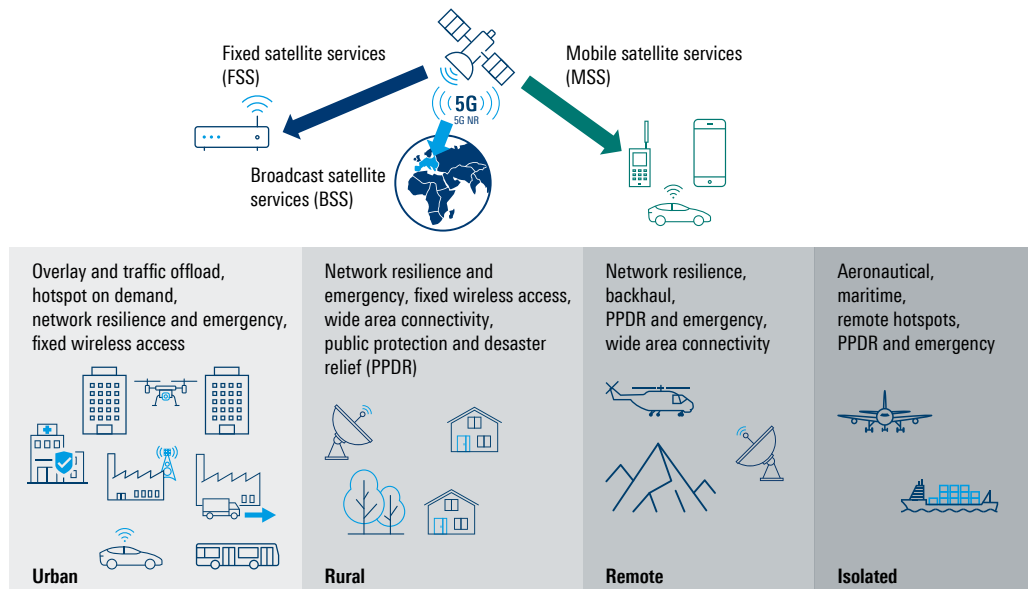 Fixed satellite services
(FSS)
Mobile satellite services
(MSS)
5G
5G NR
Broadcast satellite
services (BSS)
Overlay and traffic offload,
hotspot on demand,
network resilience and emergency,
fixed wireless access
Urban
Network resilience and
emergency, fixed wireless access,
wide area connectivity,
public protection and desaster
relief (PPDR)
Rural
Network resilience,
backhaul,
PPDR and emergency,
wide area connectivity
Remote
Aeronautical,
maritime,
remote hotspots,
PPDR and emergency
Isolated